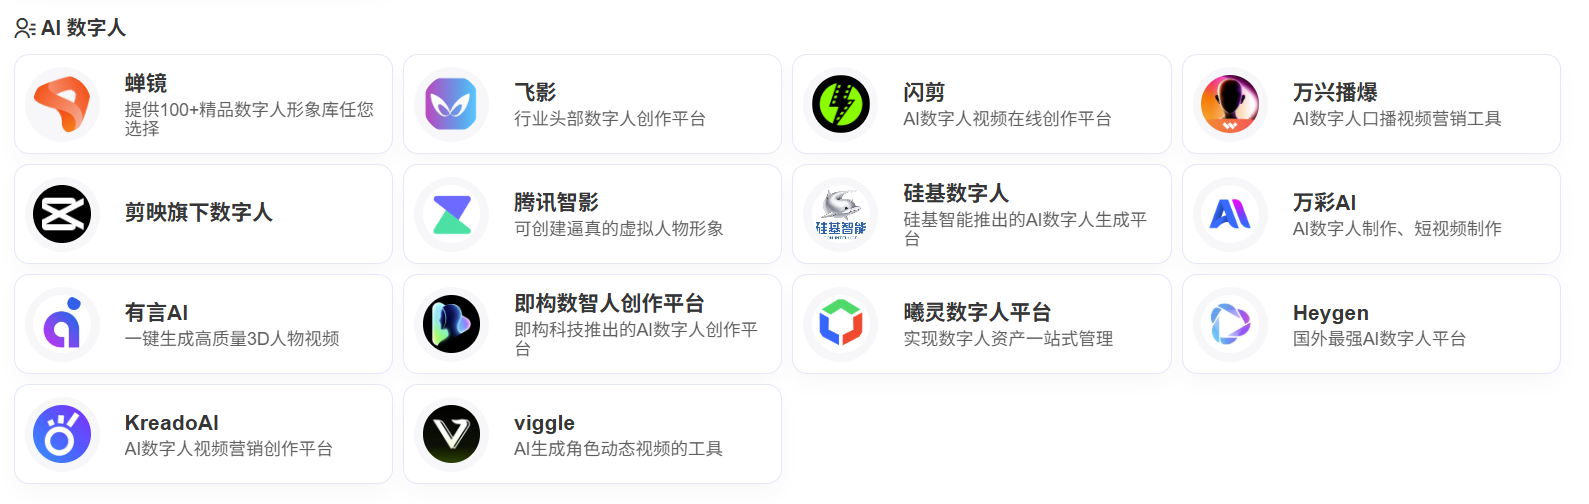 AI 数字人
蝉镜
提供100+精品数字人形象库任您
选择
飞影
行业头部数字人创作平台
闪剪
AI数字人视频在线创作平台
万兴播爆
AI数字人口播视频营销工具
剪映旗下数字人
腾讯智影
可创建逼真的虚拟人物形象
硅基智能
硅基数字人
硅基智能推出的AI数字人生成平
台
万彩AI
AI数字人制作、短视频制作
有言AI
一键生成高质量3D人物视频
即构数智人创作平台
即构科技推出的AI数字人创作平
台
曦灵数字人平台
实现数字人资产一站式管理
Heygen
国外最强AI数字人平台
KreadoAI
AI数字人视频营销创作平台
viggle
AI生成角色动态视频的工具